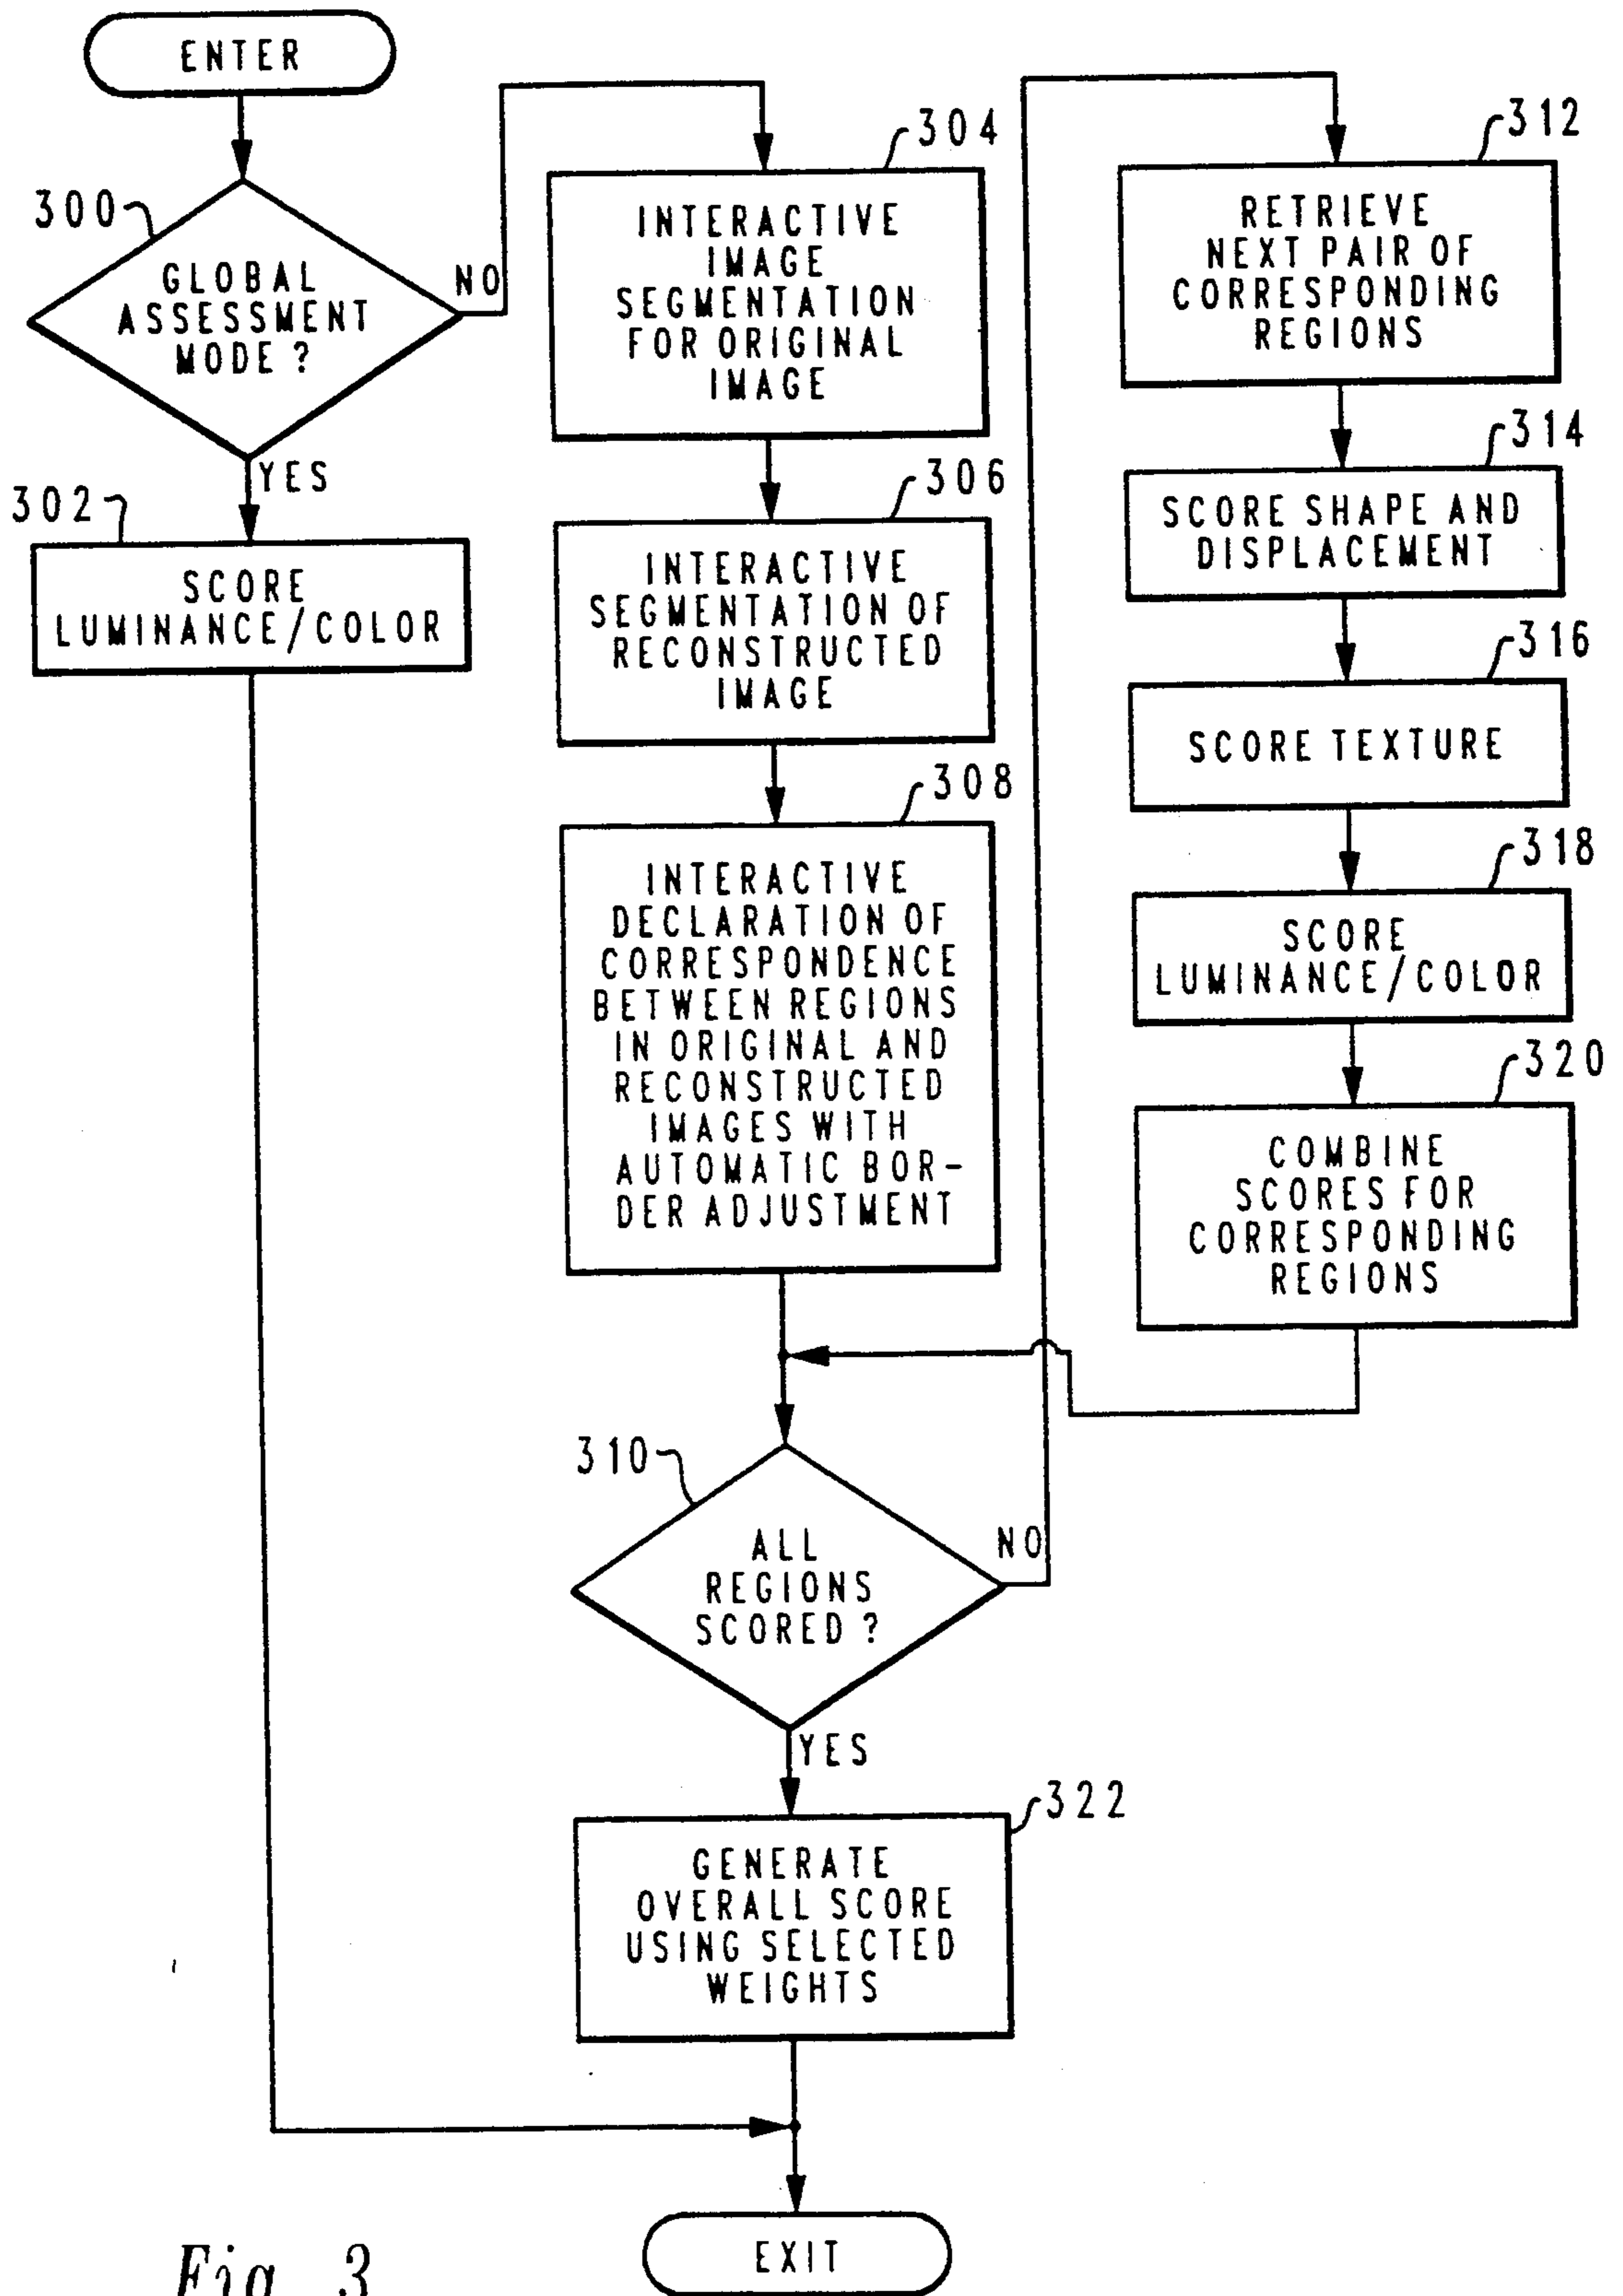 ENTER
300
GLOBAL
ASSESSMENT
MODE ?
NO
YES
302
SCORE
LUMINANCE/COLOR
304
INTERACTIVE
IMAGE
SEGMENTATION
FOR ORIGINAL
IMAGE
306
INTERACTIVE
SEGMENTATION OF
RECONSTRUCTED
IMAGE
308
INTERACTIVE
DECLARATION OF
CORRESPONDENCE
BETWEEN REGIONS
IN ORIGINAL AND
RECONSTRUCTED
IMAGES WITH
AUTOMATIC BOR-
DER ADJUSTMENT
310
ALL
REGIONS
SCORED ?
NO
YES
312
RETRIEVE
NEXT PAIR OF
CORRESPONDING
REGIONS
314
SCORE SHAPE AND
DISPLACEMENT
316
SCORE TEXTURE
318
SCORE
LUMINANCE/COLOR
320
COMBINE
SCORES FOR
CORRESPONDING
REGIONS
322
GENERATE
OVERALL SCORE
USING SELECTED
WEIGHTS
EXIT
Fig. 3